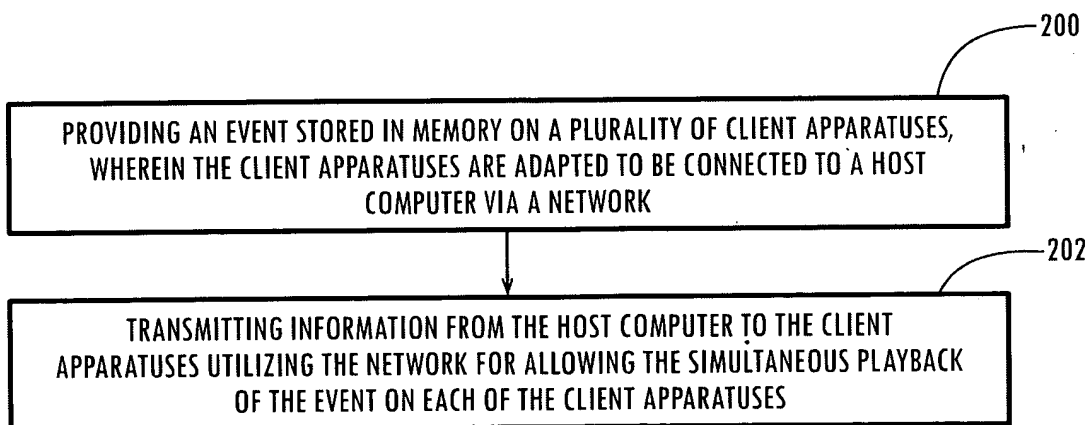 200
PROVIDING AN EVENT STORED IN MEMORY ON A PLURALITY OF CLIENT APPARATUSES,
WHEREIN THE CLIENT APPARATUSES ARE ADAPTED TO BE CONNECTED TO A HOST
COMPUTER VIA A NETWORK
202
TRANSMITTING INFORMATION FROM THE HOST COMPUTER TO THE CLIENT
APPARATUSES UTILIZING THE NETWORK FOR ALLOWING THE SIMULTANEOUS PLAYBACK
OF THE EVENT ON EACH OF THE CLIENT APPARATUSES